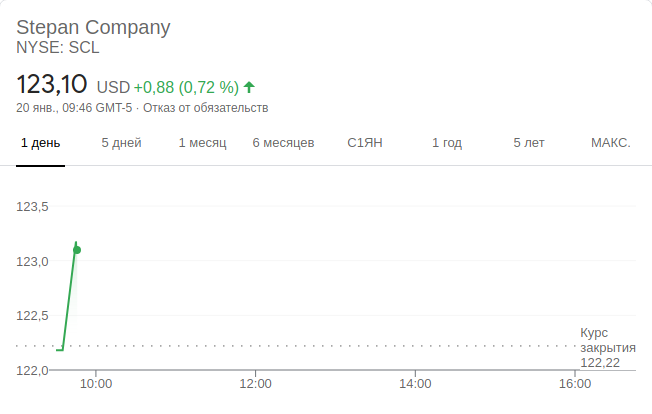 Stepan Company
NYSE: SCL
123,10 USD +0,88 (0,72 %)
20 янв., 09:46 GMT-5 · Отказ от обязательств
1 день 5 дней 1 месяц 6 месяцев С1ЯН 1 год 5 лет МАКС.
123,5
123,0
122,5
Курс
закрытия
122,22
122,0
10:00 12:00 14:00 16:00